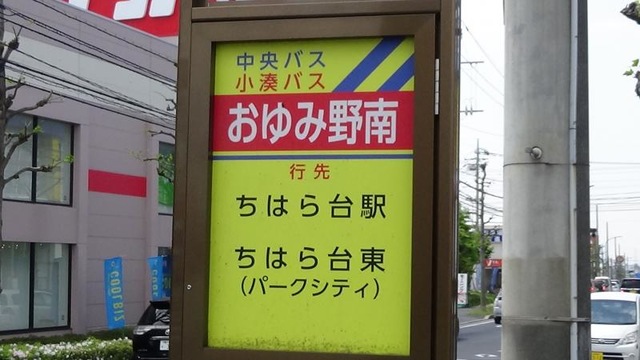 中央バス
小湊バス
おゆみ野南
行先
ちはら台駅
ちはら台東
(パークシティ)
COOLBIZ